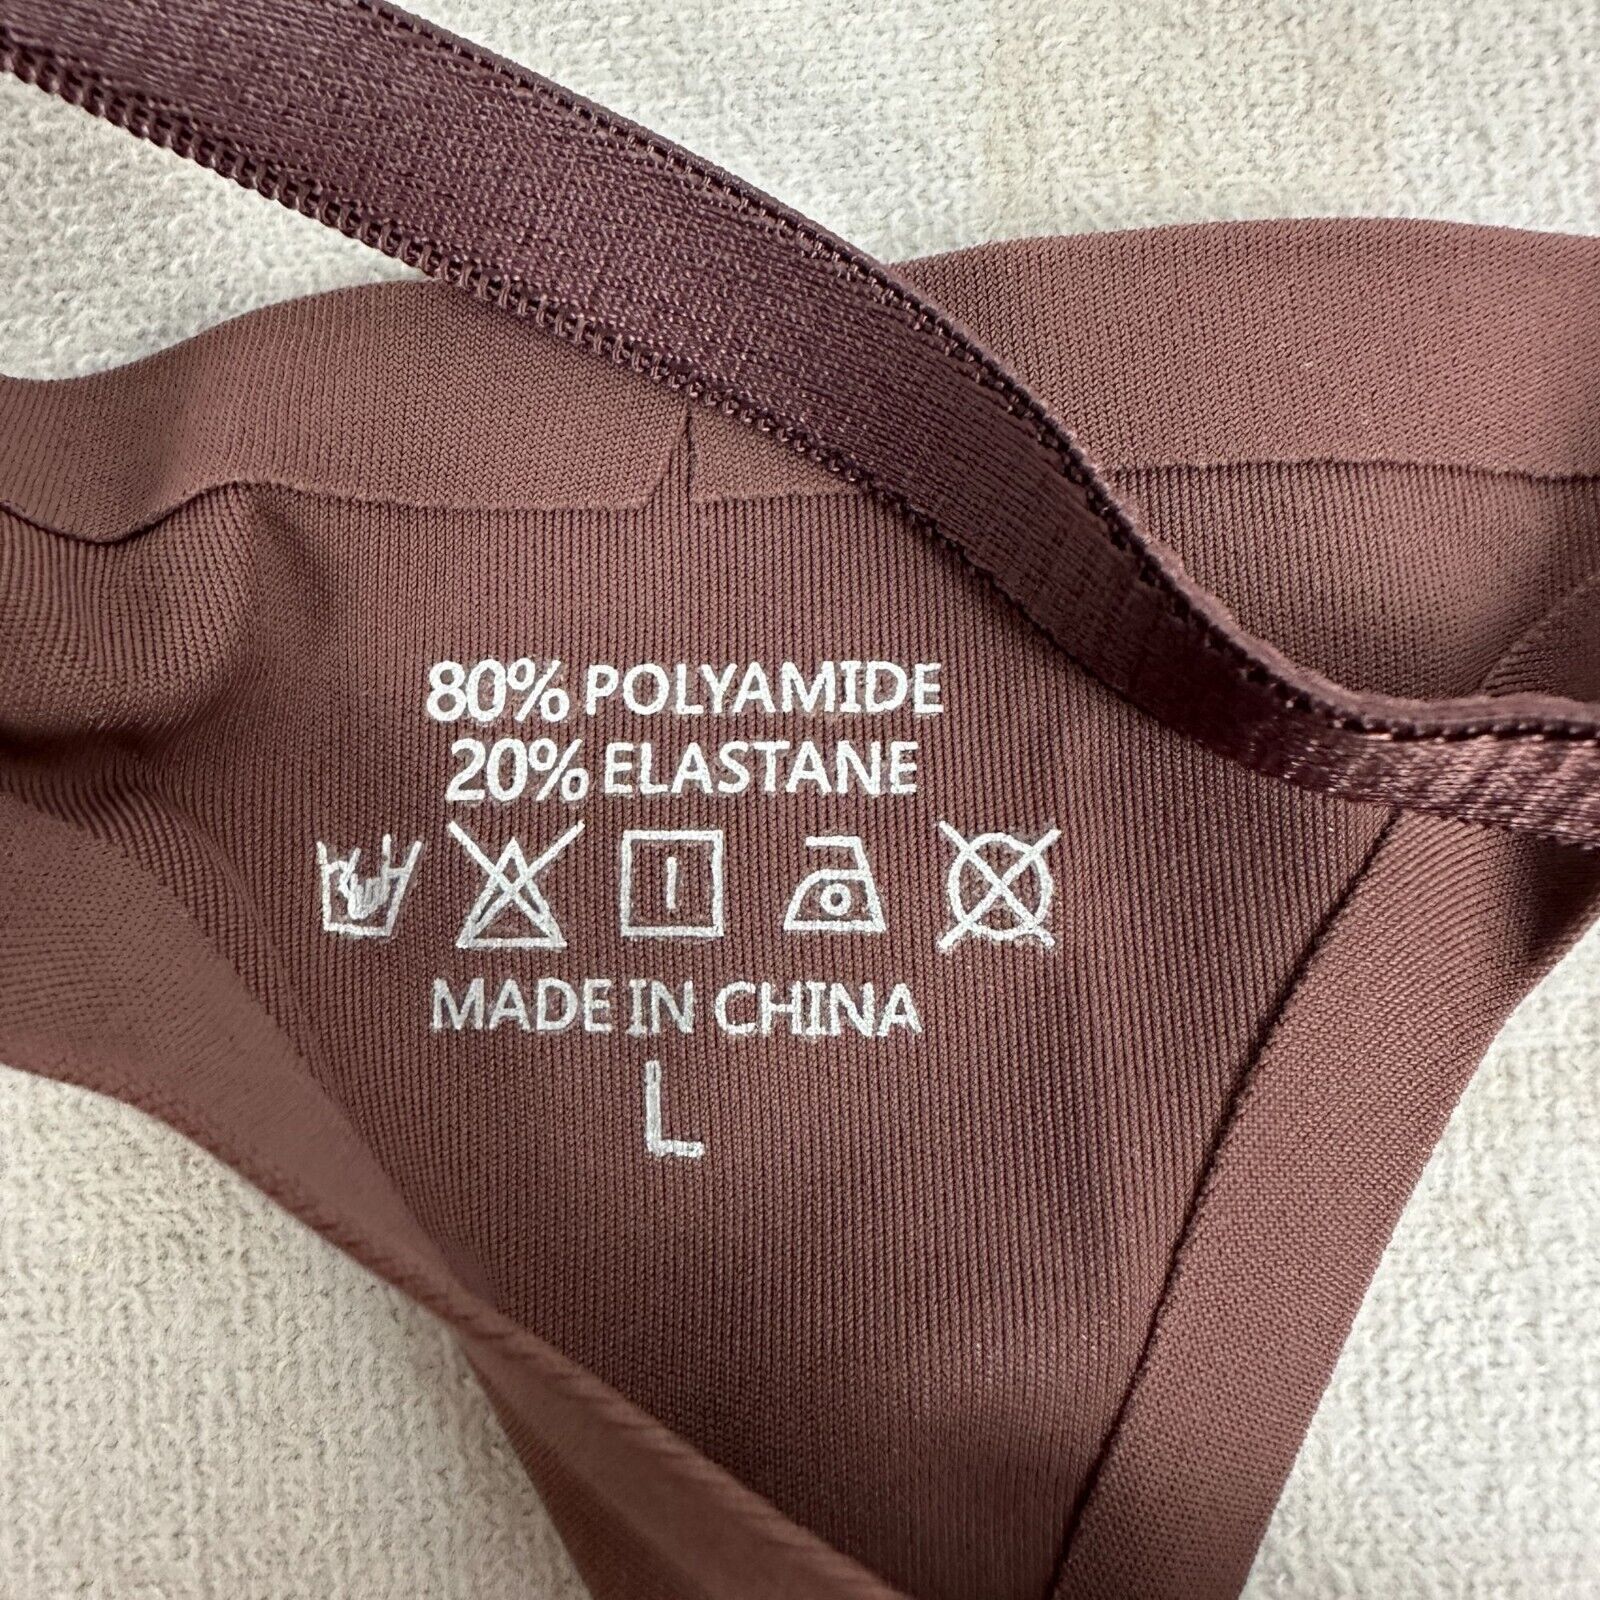 80% POLYAMIDE
20% ELASTANE
MADE IN CHINA
L